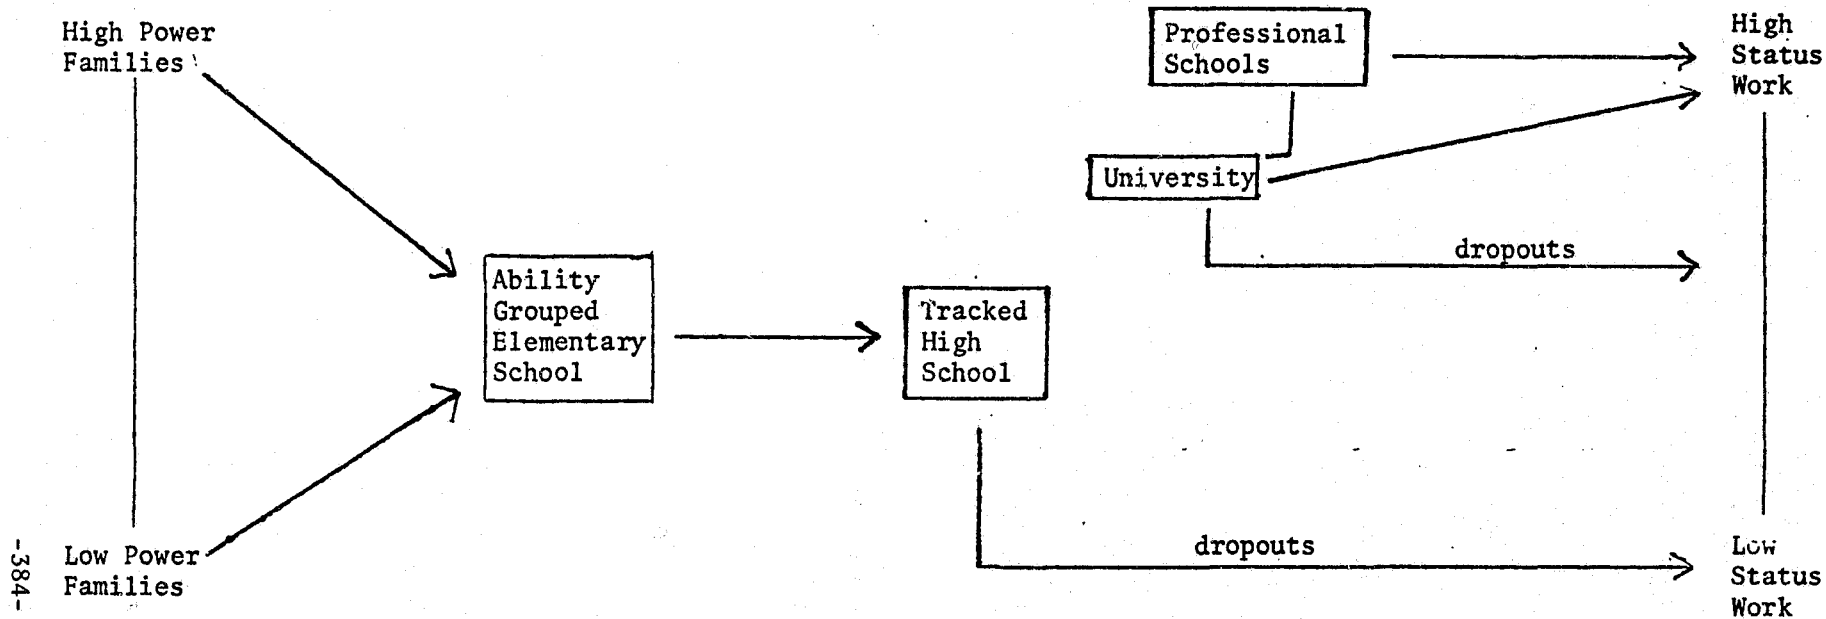 High Power
Families
Professional
Schools
High
Status
Work
University
dropouts
Ability
Grouped
Elementary
School
Tracked
High
School
Low Power
Families
dropouts
Low
Status
Work
-384-